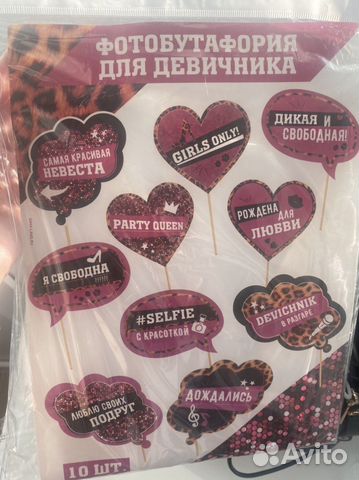 ФОТОБУТАФОРИЯ
ДЛЯ ДЕВИЧНИКА
САМАЯ КРАСИВАЯ
НЕВЕСТА
GIRLS ONLY!
ДИКАЯ И
СВОБОДНАЯ!
PARTY QUEEN
РОЖДЕНА ДЛЯ
ЛЮБВИ
Я СВОБОДНА
#SELFIE
С КРАСОТКОЙ
DEVICHNIK
В РАЗГАРЕ
ЛЮБЛЮ СВОИХ
ПОДРУГ
ДОЖДАЛИСЬ
10 ШТ.
Avito